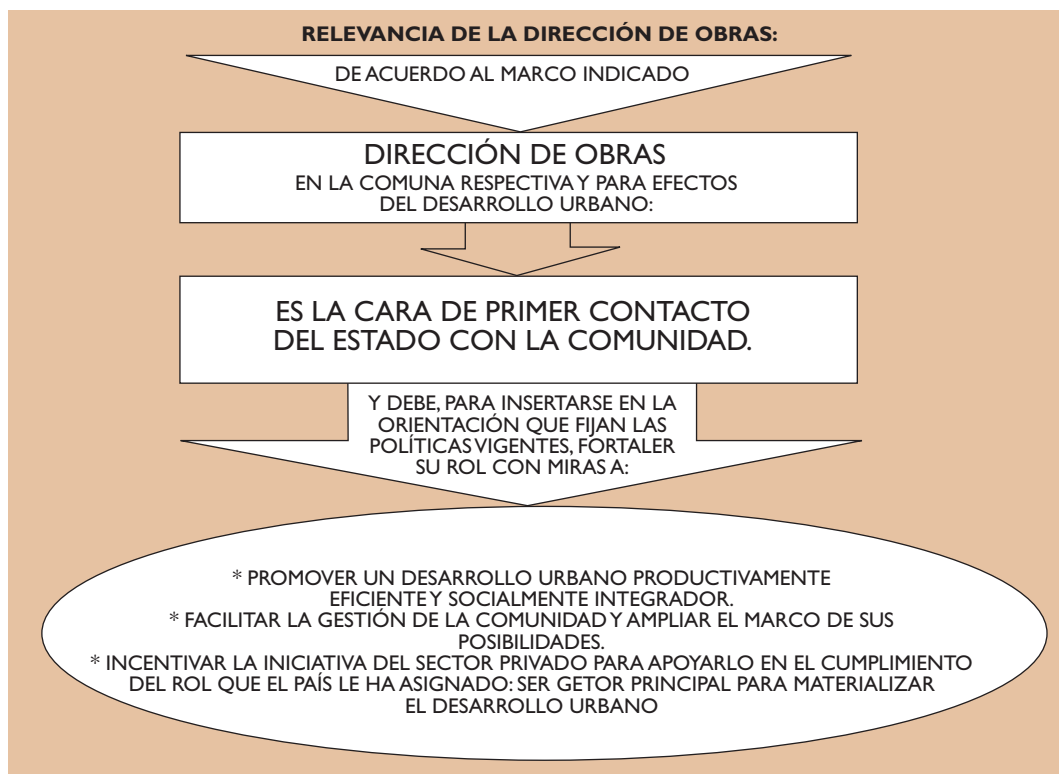 RELEVANCIA DE LA DIRECCIÓN DE OBRAS:
DE ACUERDO AL MARCO INDICADO
DIRECCIÓN DE OBRAS
EN LA COMUNA RESPECTIVA Y PARA EFECTOS
DEL DESARROLLO URBANO:
ES LA CARA DE PRIMER CONTACTO
DEL ESTADO CON LA COMUNIDAD.
Y DEBE, PARA INSERTARSE EN LA
ORIENTACIÓN QUE FIJAN LAS
POLÍTICAS VIGENTES, FORTALER
SU ROL CON MIRAS A:
* PROMOVER UN DESARROLLO URBANO PRODUCTIVAMENTE
EFICIENTE Y SOCIALMENTE INTEGRADOR.
* FACILITAR LA GESTIÓN DE LA COMUNIDAD Y AMPLIAR EL MARCO DE SUS
POSIBILIDADES.
* INCENTIVAR LA INICIATIVA DEL SECTOR PRIVADO PARA APOYARLO EN EL CUMPLIMIENTO
DEL ROL QUE EL PAÍS LE HA ASIGNADO: SER GETOR PRINCIPAL PARA MATERIALIZAR
EL DESARROLLO URBANO